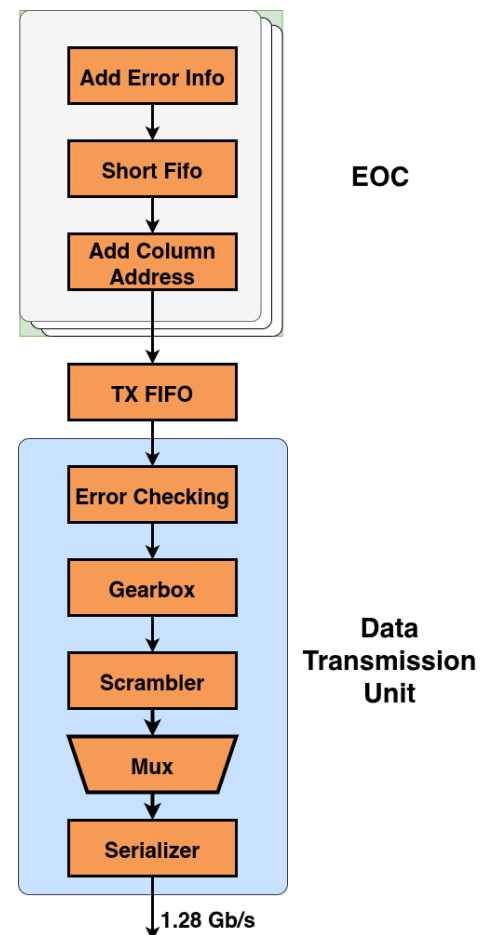 Add Error Info
Short Fifo
EOC
Add Column
Address
TX FIFO
Error Checking
Gearbox
Data
Transmission
Unit
Scrambler
Mux
Serializer
1.28 Gb/s